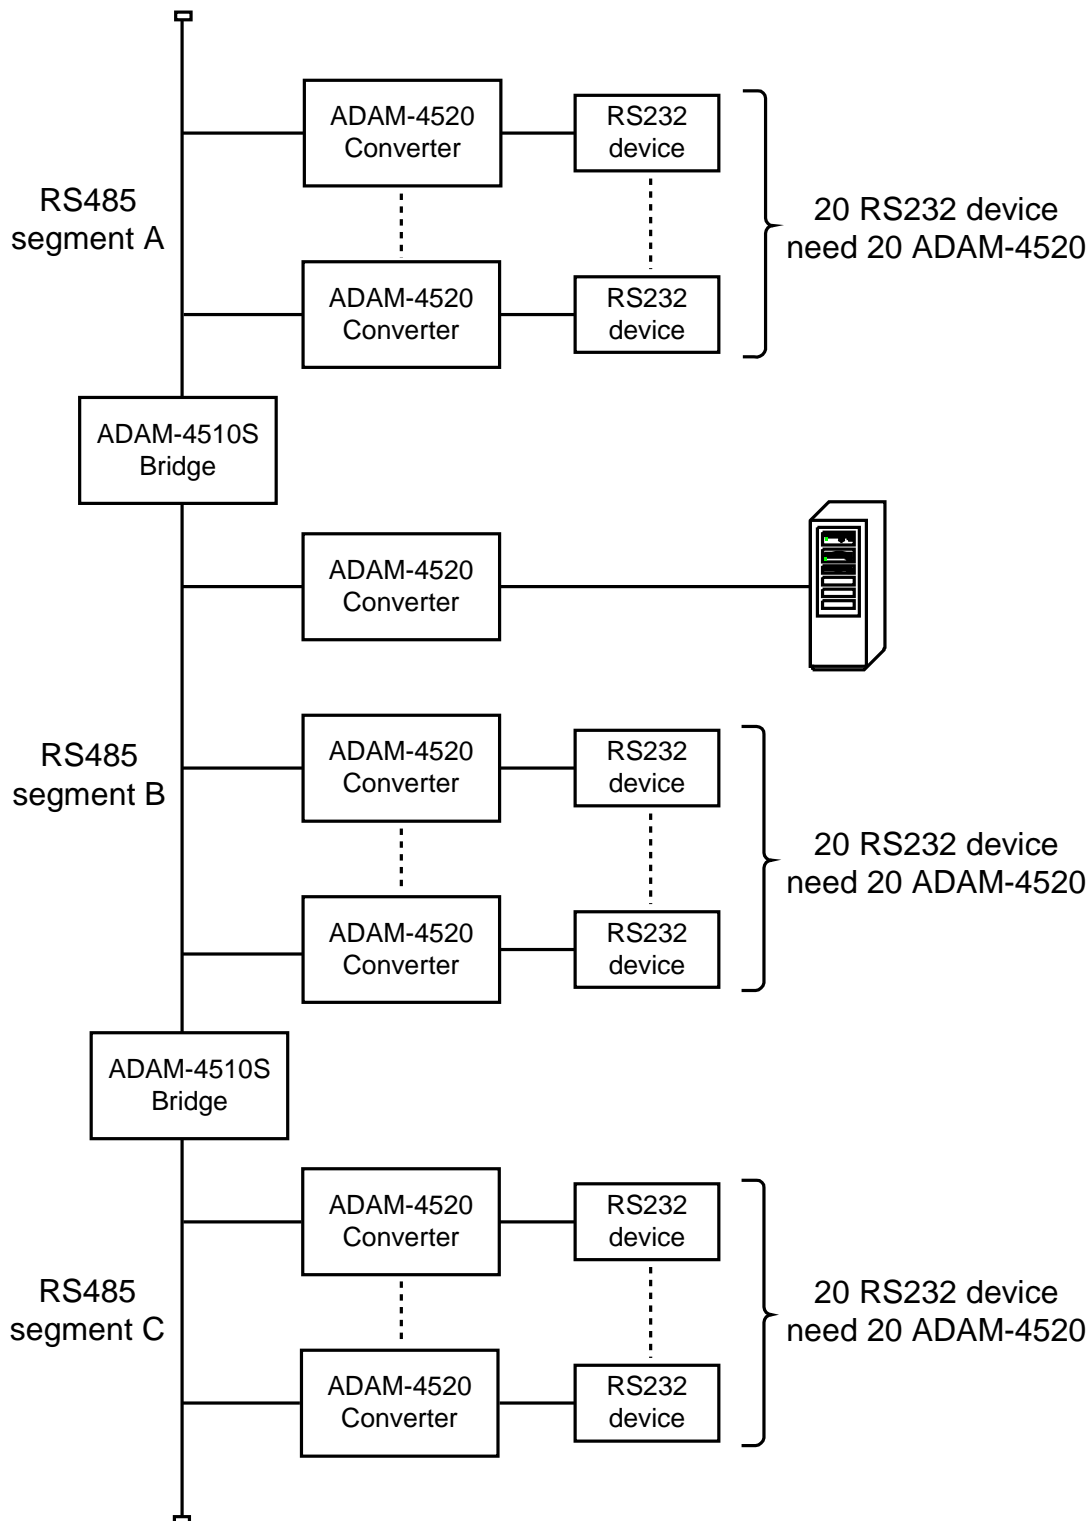 ADAM-4520
Converter
RS232
device
RS485
segment A
20 RS232 device
need 20 ADAM-4520
ADAM-4520
Converter
RS232
device
ADAM-4510S
Bridge
ADAM-4520
Converter
RS485
segment B
ADAM-4520
Converter
RS232
device
20 RS232 device
need 20 ADAM-4520
ADAM-4520
Converter
RS232
device
ADAM-4510S
Bridge
ADAM-4520
Converter
RS232
device
RS485
segment C
20 RS232 device
need 20 ADAM-4520
ADAM-4520
Converter
RS232
device